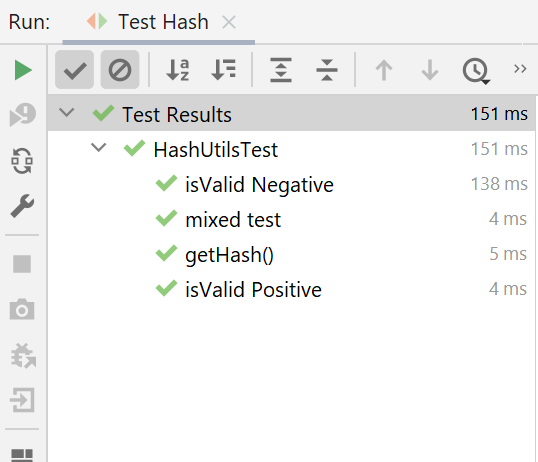 Run: Test Hash
Test Results 151 ms
HashUtilsTest 151 ms
isValid Negative 138 ms
mixed test 4 ms
getHash() 5 ms
isValid Positive 4 ms